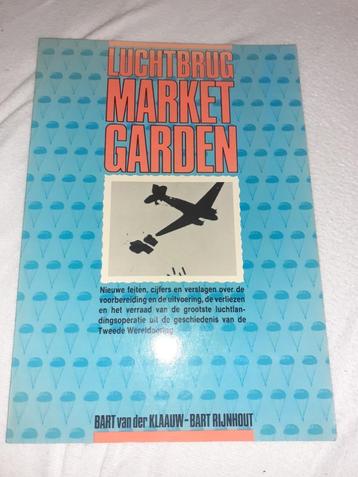 LUCHTBRUG
MARKET
GARDEN
Nieuwe feiten, cijfers en verslagen over de
voorbereiding en de uitvoering, de verliezen
en het verraad van de grootste luchtlan-
dingsoperatie uit de geschiedenis van de
Tweede Wereldoorlog
BART van der KLAAUW-BART RIJNHOUT